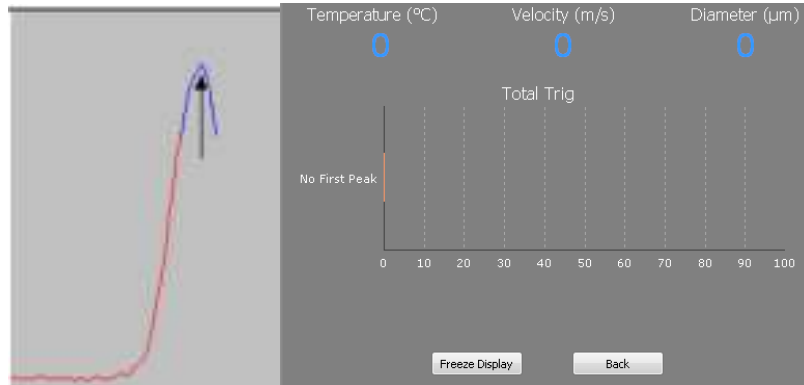 Temperature (ºC) Velocity (m/s) Diameter (µm)
0 0 0
Total Trig
No First Peak
0 10 20 30 40 50 60 70 80 90 100
Freeze Display Back